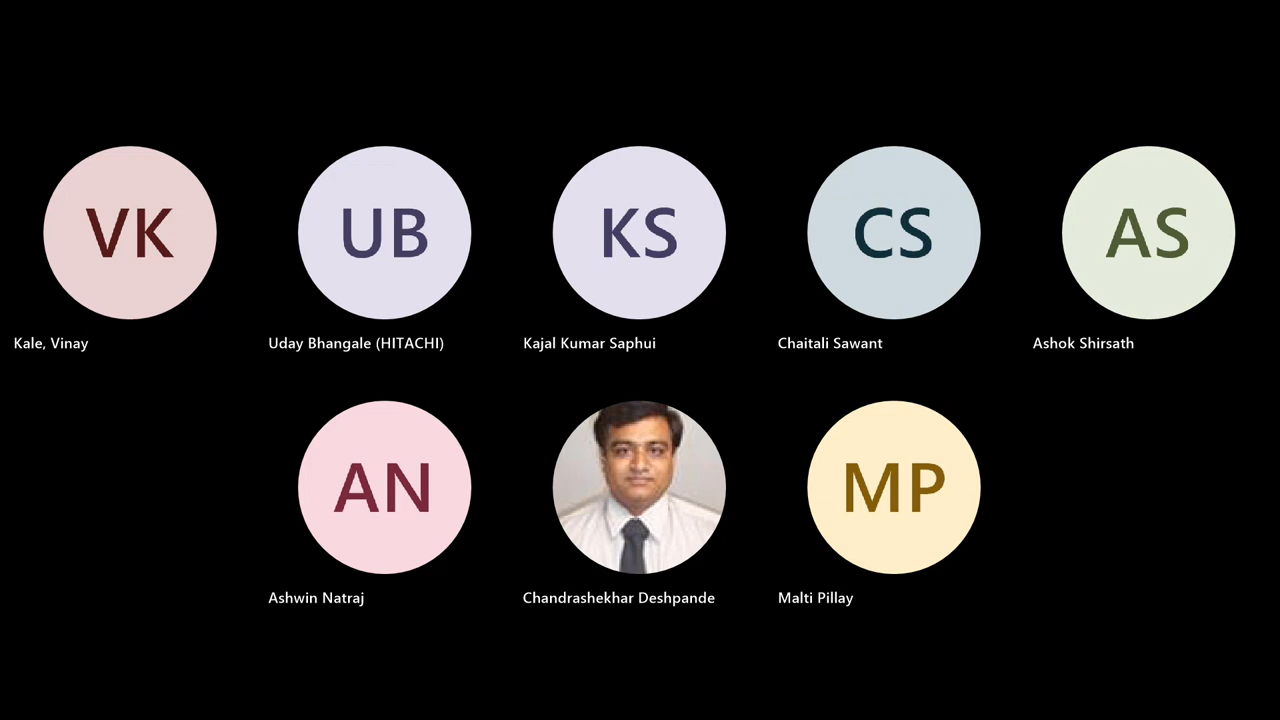 VK
UB
KS
CS
AS
Kale, Vinay
Uday Bhangale (HITACHI)
Kajal Kumar Saphui
Chaitali Sawant
Ashok Shirsath
AN
MP
Ashwin Natraj
Chandrashekhar Deshpande
Malti Pillay